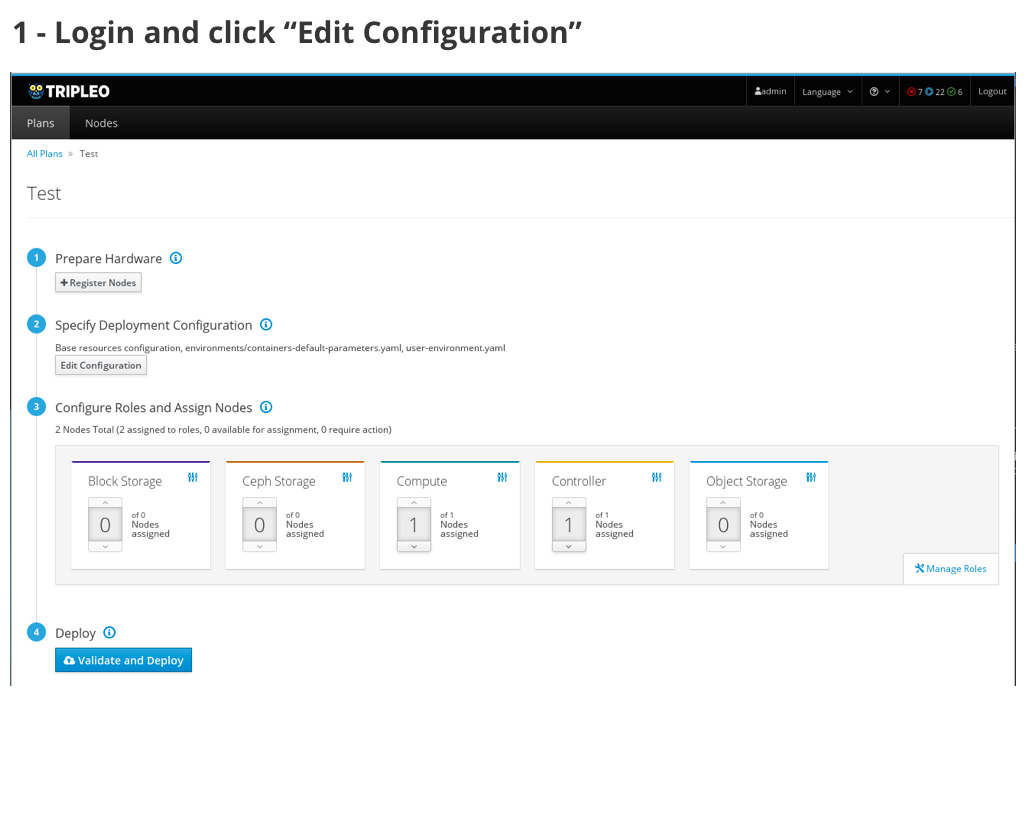 1 - Login and click “Edit Configuration”
TRIPLEO
admin Language 7 22 6 Logout
Plans Nodes
All Plans » Test
Test
1 Prepare Hardware
Register Nodes
2 Specify Deployment Configuration
Base resources configuration, environments/containers-default-parameters.yaml, user-environment.yaml
Edit Configuration
3 Configure Roles and Assign Nodes
2 Nodes Total (2 assigned to roles, 0 available for assignment, 0 require action)
Block Storage
0
of 0
Nodes
assigned
Ceph Storage
0
of 0
Nodes
assigned
Compute
1
of 1
Nodes
assigned
Controller
1
of 1
Nodes
assigned
Object Storage
0
of 0
Nodes
assigned
Manage Roles
4 Deploy
Validate and Deploy